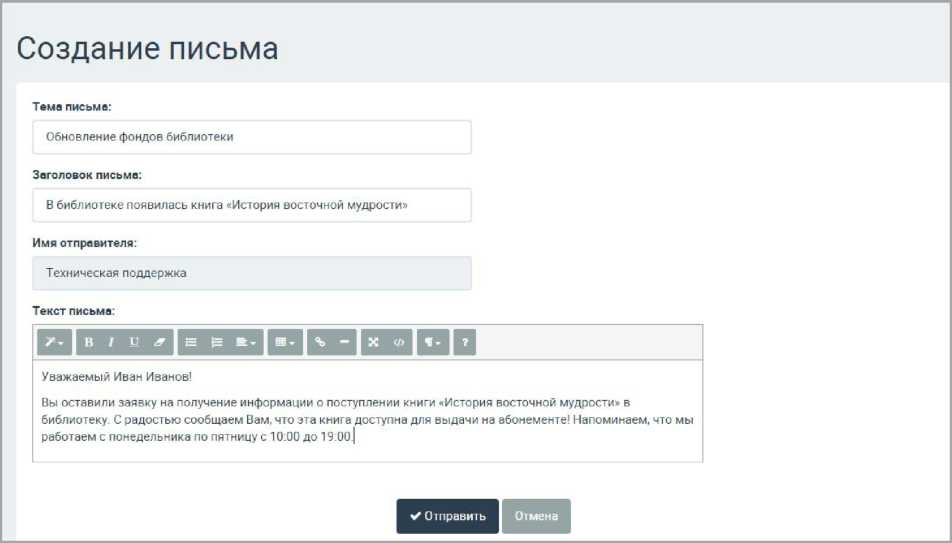 Создание письма
Тема письма:
Обновление фондов библиотеки
Заголовок письма:
В библиотеке появилась книга «История восточной мудрости»
Имя отправителя:
Техническая поддержка
Текст письма:
B I U </> ¶ ?
Уважаемый Иван Иванов!
Вы оставили заявку на получение информации о поступлении книги «История восточной мудрости» в
библиотеку. С радостью сообщаем Вам, что эта книга доступна для выдачи на абонементе! Напоминаем, что мы
работаем с понедельника по пятницу с 10:00 до 19:00.
Отправить Отмена